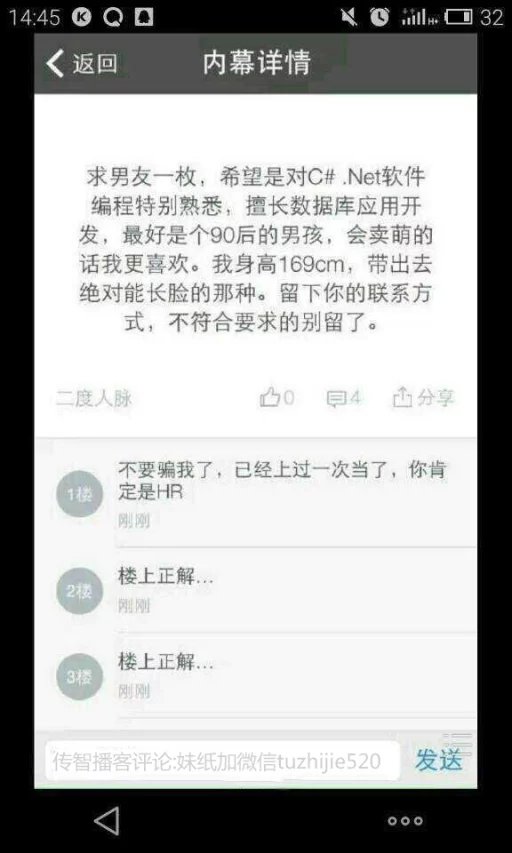 14:45
32
返回
内幕详情
求男友一枚，希望是对C# .Net软件
编程特别熟悉，擅长数据库应用开
发，最好是个90后的男孩，会卖萌的
话我更喜欢。我身高169cm，带出去
绝对能长脸的那种。留下你的联系方
式，不符合要求的别留了。
二度人脉
0
4
分享
1楼
不要骗我了，已经上过一次当了，你肯
定是HR
刚刚
2楼
楼上正解...
刚刚
3楼
楼上正解...
刚刚
传智播客评论:妹纸加微信tuzhijie520
发送